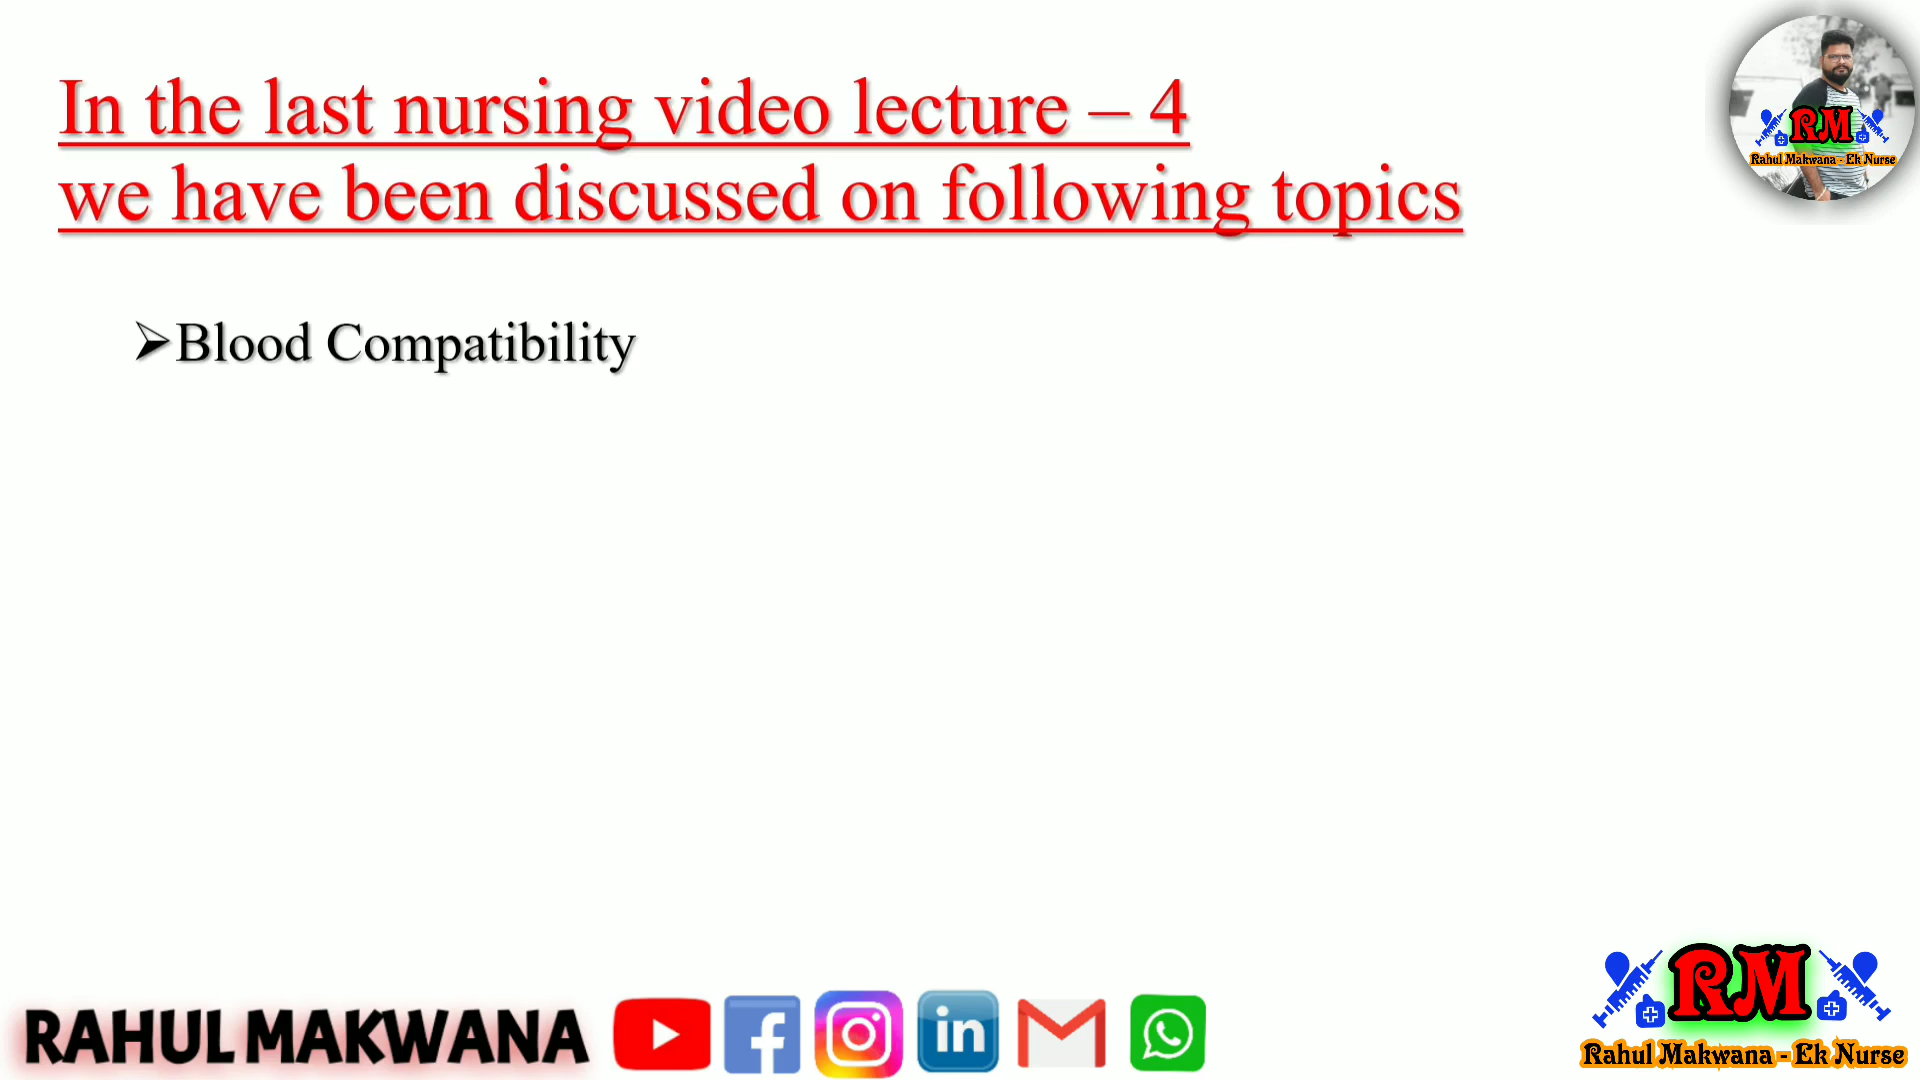 In the last nursing video lecture – 4
we have been discussed on following topics
RM
Rahul Makwana - Ek Nurse
➢Blood Compatibility
RAHUL MAKWANA
in
RM
Rahul Makwana - Ek Nurse